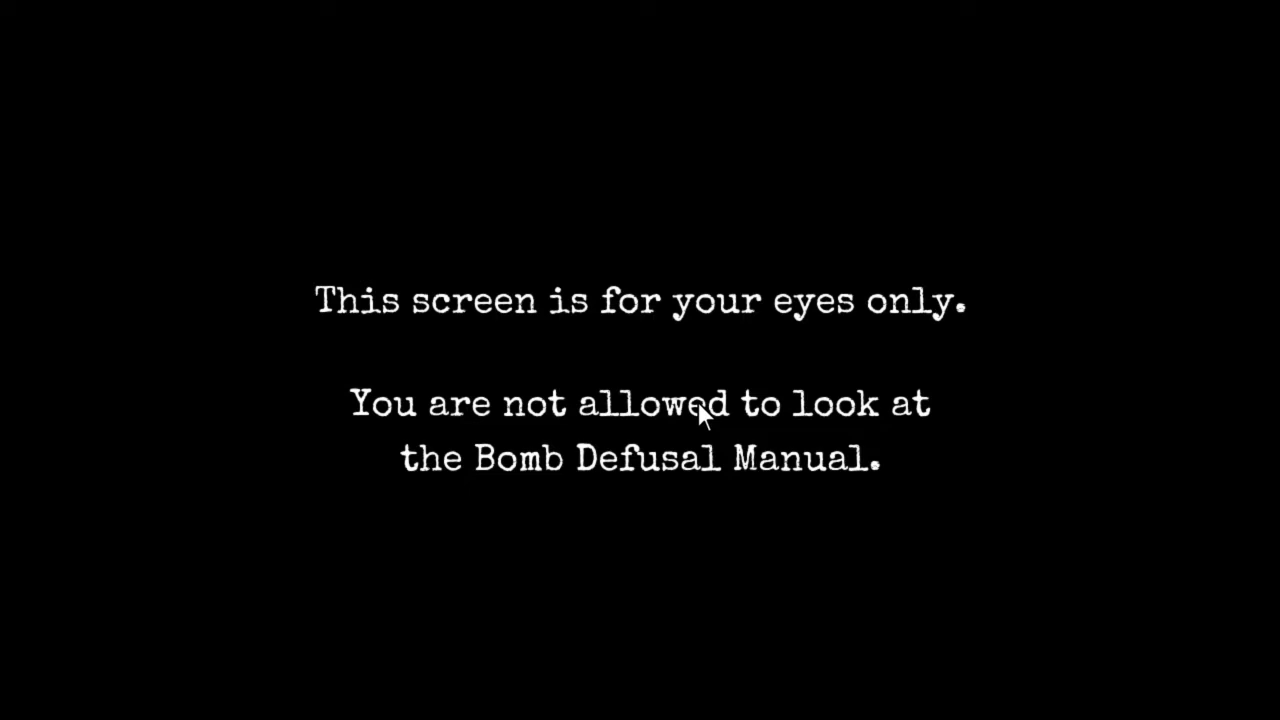 This screen is for your eyes only.
You are not allowed to look at
the Bomb Defusal Manual.